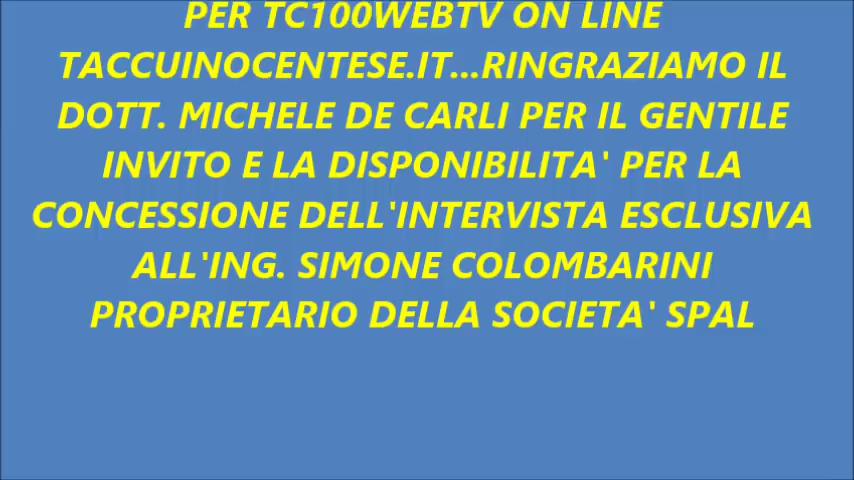 PER TC100WEBTV ON LINE
TACCUINOCENTESE.IT...RINGRAZIAMO IL
DOTT. MICHELE DE CARLI PER IL GENTILE
INVITO E LA DISPONIBILITA' PER LA
CONCESSIONE DELL'INTERVISTA ESCLUSIVA
ALL'ING. SIMONE COLOMBARINI
PROPRIETARIO DELLA SOCIETA' SPAL